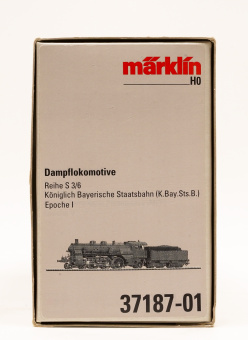 märklin
H0
Dampflokomotive
Reihe S 3/6
Königlich Bayerische Staatsbahn (K.Bay.Sts.B.)
Epoche I
37187-01